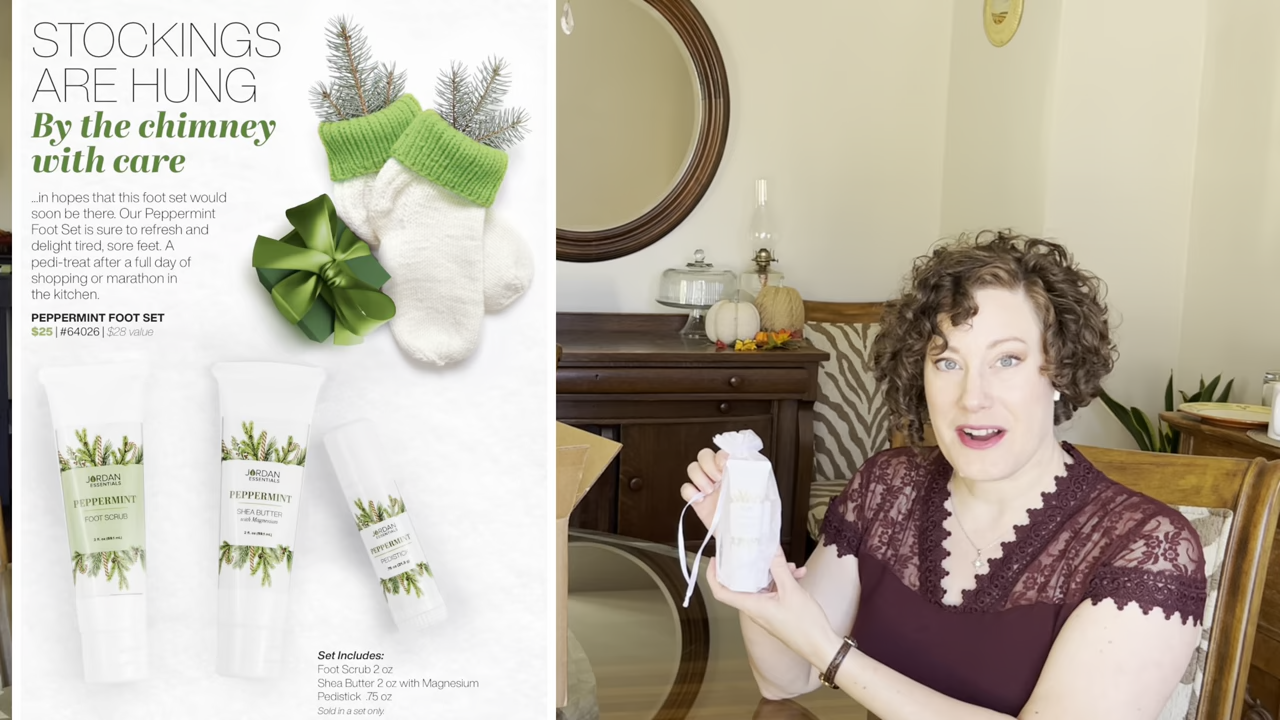 STOCKINGS
ARE HUNG
By the chimney
with care
...in hopes that this foot set would
soon be there. Our Peppermint
Foot Set is sure to refresh and
delight tired, sore feet. A
pedi-treat after a full day of
shopping or marathon in
the kitchen.
PEPPERMINT FOOT SET
$25 | #64026 | $28 value
JORDAN
ESSENTIALS
PEPPERMINT
FOOT SCRUB
JORDAN
ESSENTIALS
PEPPERMINT
SHEA BUTTER
with Magnesium
JORDAN
ESSENTIALS
PEPPERMINT
PEDISTICK
Set Includes:
Foot Scrub 2 oz
Shea Butter 2 oz with Magnesium
Pedistick .75 oz
Sold in a set only.